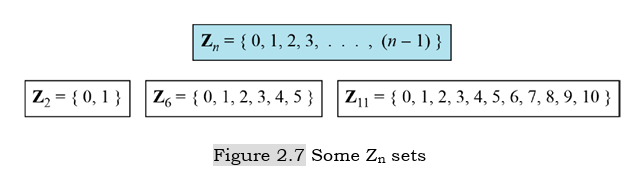 Zₙ = { 0, 1, 2, 3, . . . , (n − 1) }
Z₂ = { 0, 1 }
Z₆ = { 0, 1, 2, 3, 4, 5 }
Z₁₁ = { 0, 1, 2, 3, 4, 5, 6, 7, 8, 9, 10 }
Figure 2.7 Some Zₙ sets